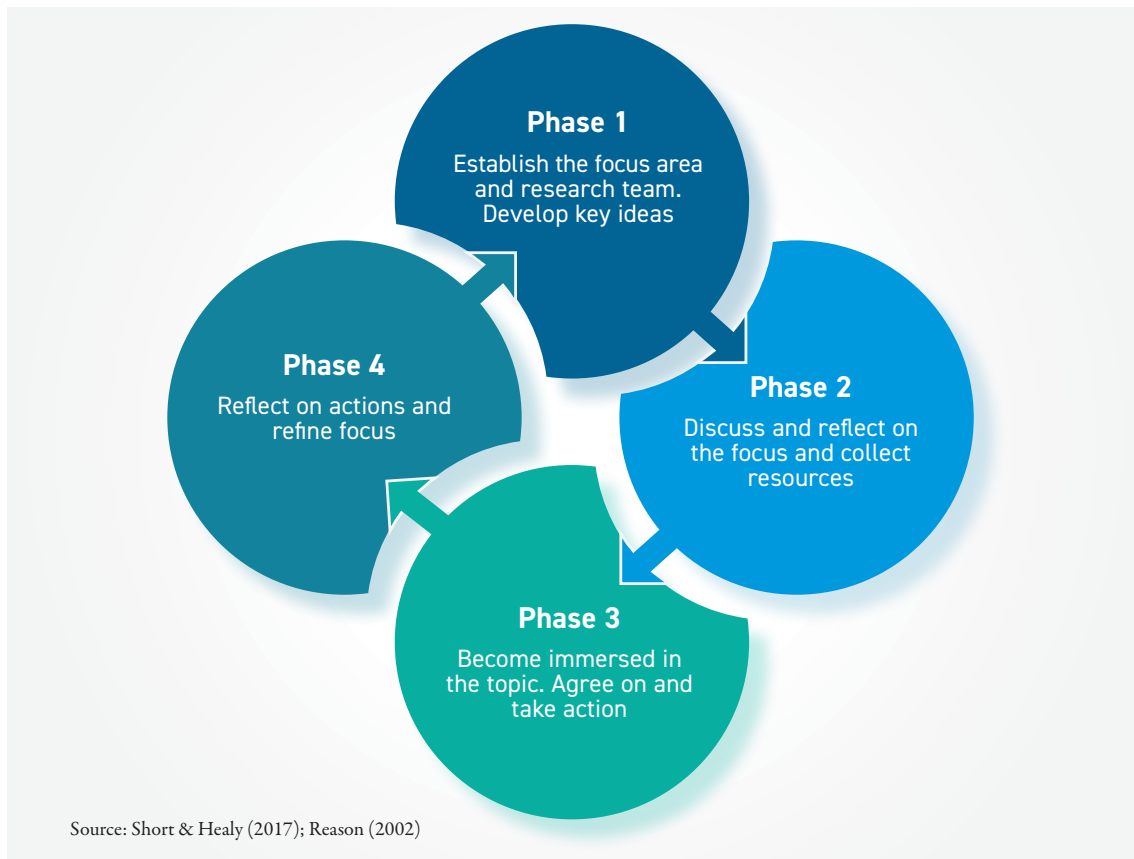 Phase 1
Establish the focus area
and research team.
Develop key ideas
Phase 2
Discuss and reflect on
the focus and collect
resources
Phase 3
Become immersed in
the topic. Agree on and
take action
Phase 4
Reflect on actions and
refine focus
Source: Short & Healy (2017); Reason (2002)